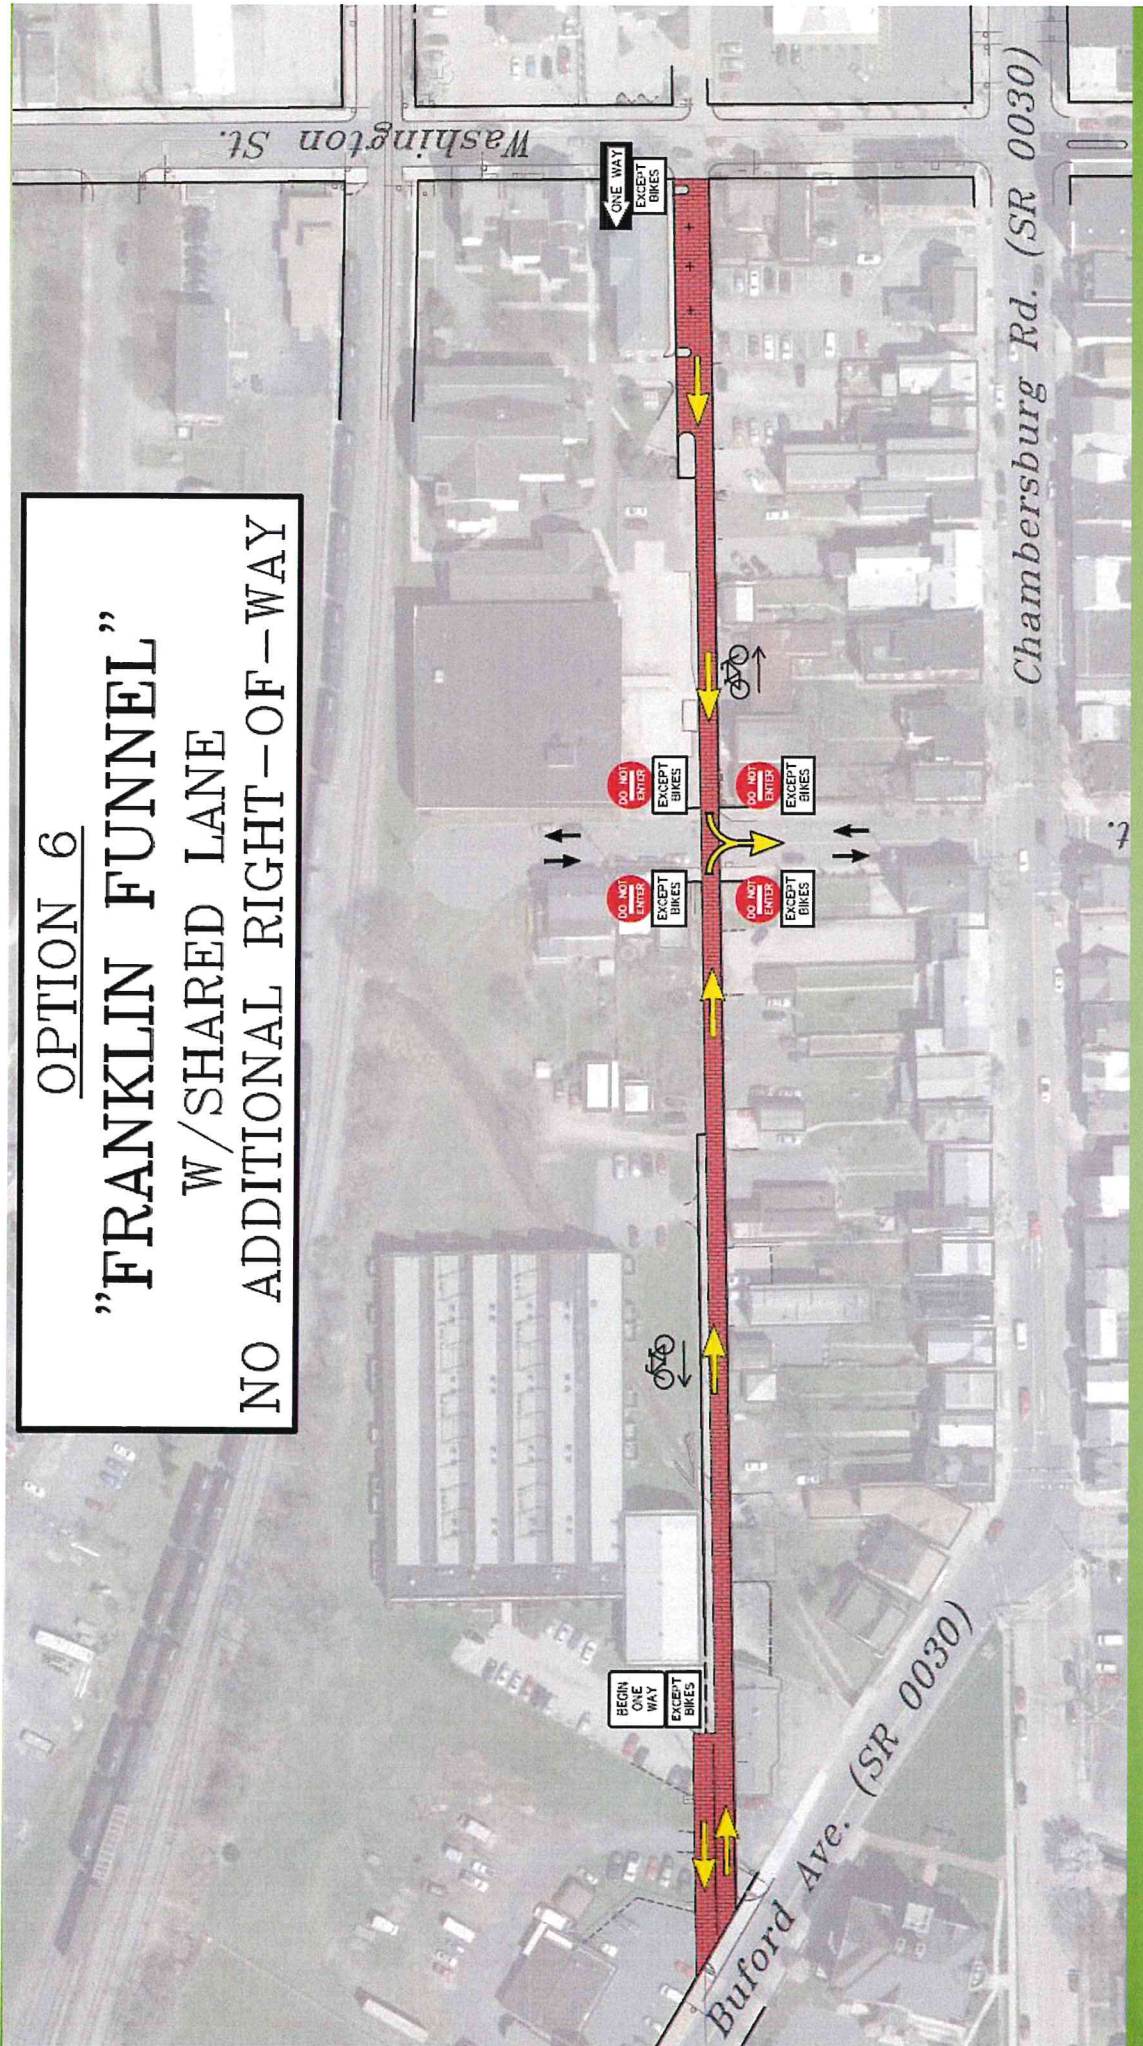 OPTION 6
"FRANKLIN FUNNEL"
W/SHARED LANE
NO ADDITIONAL RIGHT-OF-WAY
Washington St.
ONE WAY
EXCEPT
BIKES
Chambersburg Rd. (SR 0030)
DO NOT
ENTER
EXCEPT
BIKES
DO NOT
ENTER
EXCEPT
BIKES
DO NOT
ENTER
EXCEPT
BIKES
DO NOT
ENTER
EXCEPT
BIKES
t.
BEGIN
ONE
WAY
EXCEPT
BIKES
Buford Ave. (SR 0030)